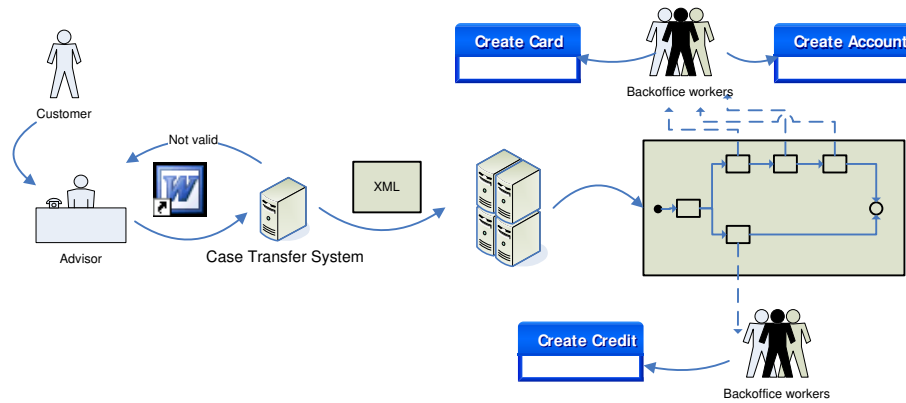 Create Card
Create Account
Backoffice workers
Customer
Not valid
W
XML
Advisor
Case Transfer System
Create Credit
Backoffice workers